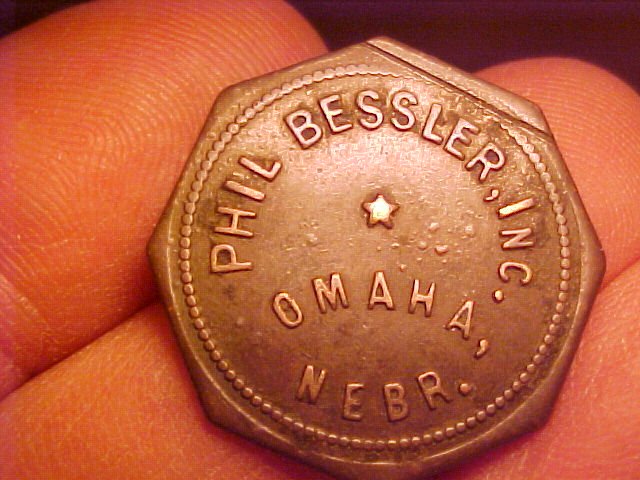 PHIL BESSLER, INC.
OMAHA,
NEBR.